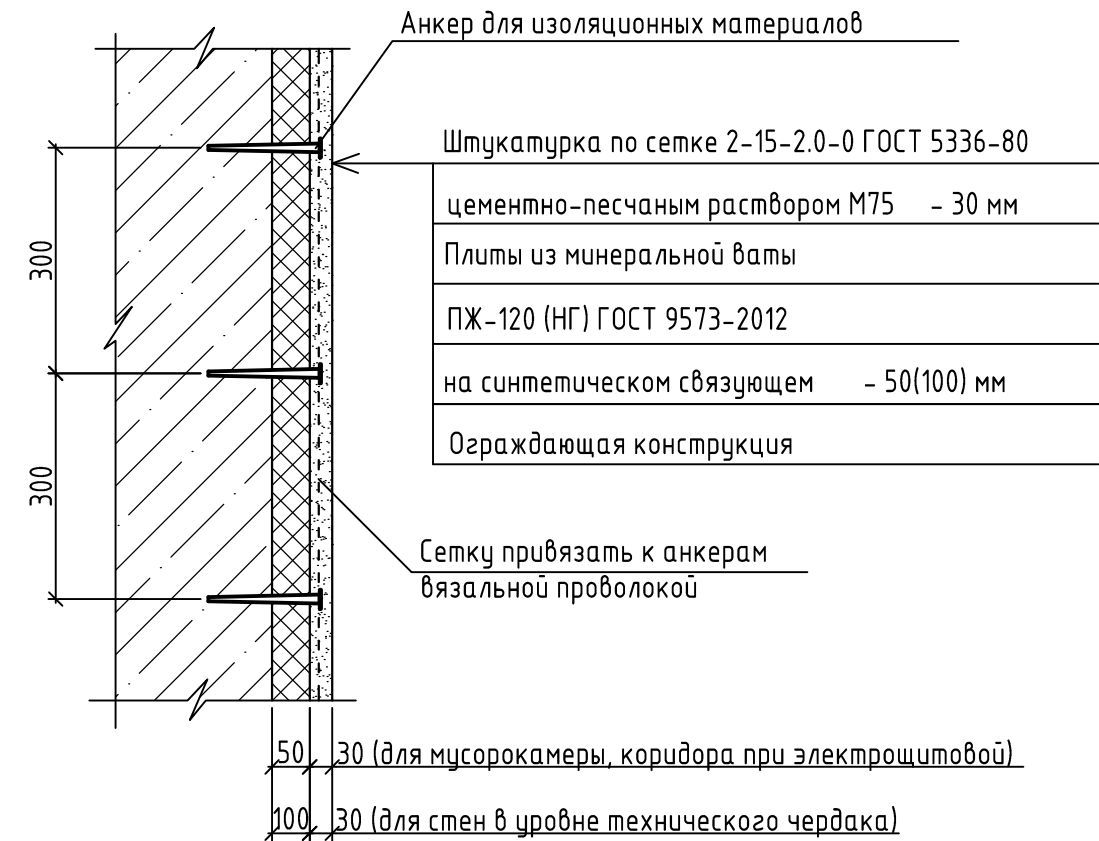 Анкер для изоляционных материалов
Штукатурка по сетке 2-15-2.0-0 ГОСТ 5336-80
цементно-песчаным раствором М75 - 30 мм
Плиты из минеральной ваты
ПЖ-120 (НГ) ГОСТ 9573-2012
на синтетическом связующем - 50(100) мм
Ограждающая конструкция
300
300
Сетку привязать к анкерам
вязальной проволокой
50 30 (для мусорокамеры, коридора при электрощитовой)
100 30 (для стен в уровне технического чердака)